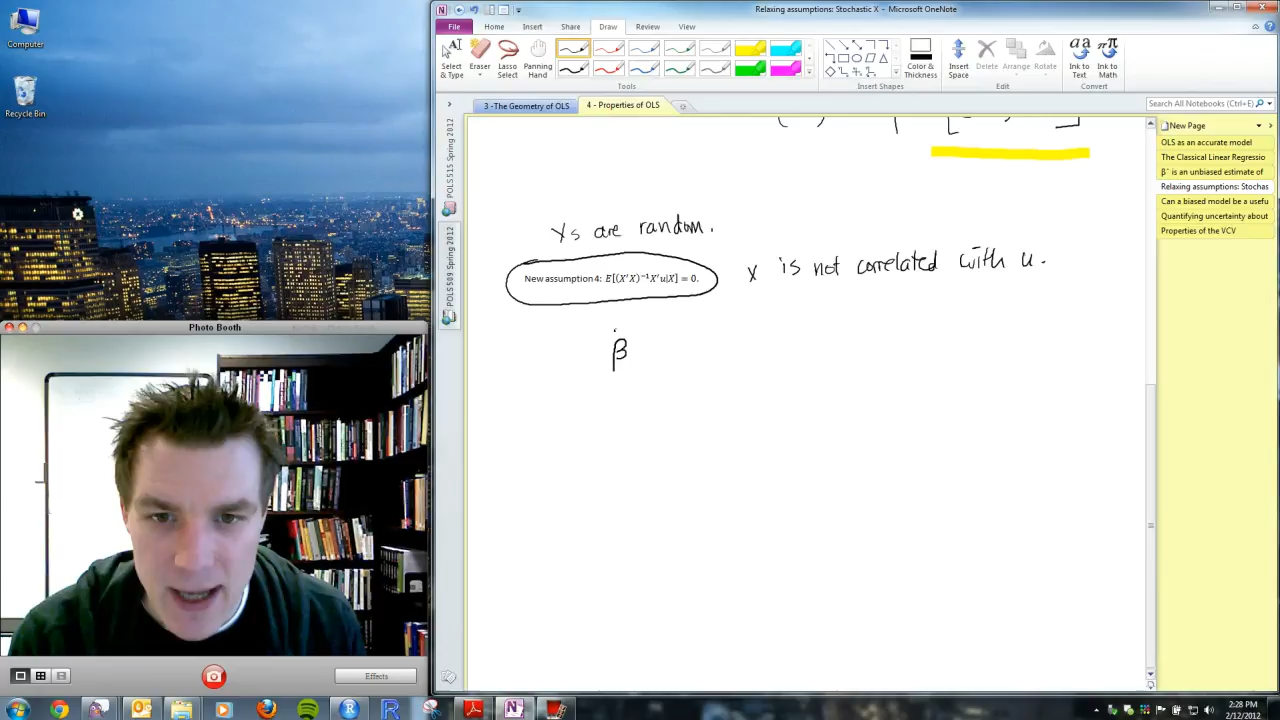 Computer
Recycle Bin
Photo Booth
Effects
Relaxing assumptions: Stochastic X - Microsoft OneNote
File Home Insert Share Draw Review View
Select & Type
Eraser
Lasso Select
Panning Hand
Color & Thickness
Insert Space
Delete
Arrange
Rotate
Ink to Text
Ink to Math
Tools
Insert Shapes
Edit
Convert
3 -The Geometry of OLS
4 - Properties of OLS
Search All Notebooks (Ctrl+E)
POLS 515 Spring 2012
POLS 509 Spring 2012
New Page
OLS as an accurate model
The Classical Linear Regressio
β^ is an unbiased estimate of
Relaxing assumptions: Stochas
Can a biased model be a usefu
Quantifying uncertainty about
Properties of the VCV
Xs are random.
New assumption 4: E[(X'X)⁻¹X'u|X] = 0.
X is not correlated with u.
β
2:28 PM
2/12/2012